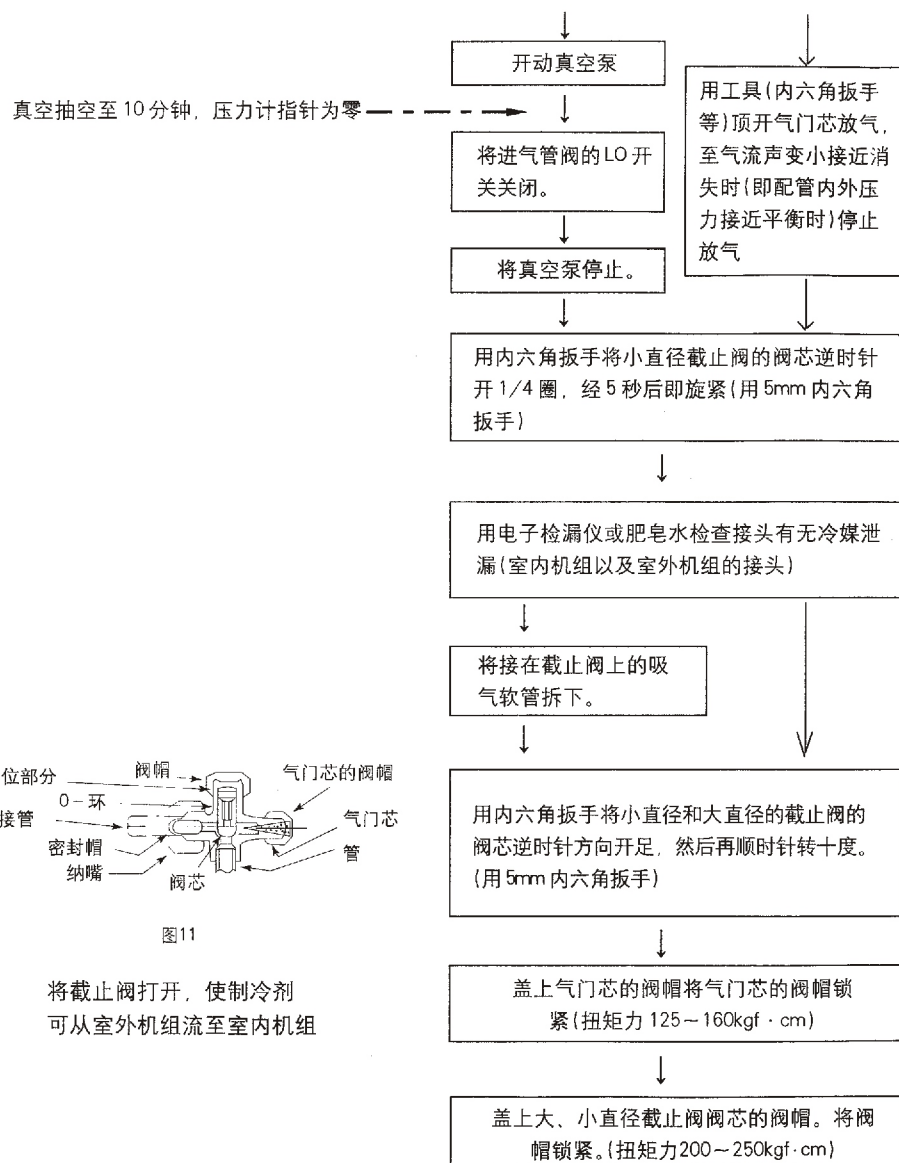 开动真空泵
真空抽空至10分钟，压力计指针为零
用工具(内六角扳手
等)顶开气门芯放气，
至气流声变小接近消
失时(即配管内外压
力接近平衡时)停止
放气
将进气管阀的LO开
关关闭。
将真空泵停止。
用内六角扳手将小直径截止阀的阀芯逆时针
开1/4圈，经5秒后即旋紧(用5mm内六角
扳手)
用电子检漏仪或肥皂水检查接头有无冷媒泄
漏(室内机组以及室外机组的接头)
将接在截止阀上的吸
气软管拆下。
位部分
阀帽
气门芯的阀帽
O-环
接管
气门芯
密封帽
管
纳嘴
阀芯
图11
用内六角扳手将小直径和大直径的截止阀的
阀芯逆时针方向开足，然后再顺时针转十度。
(用5mm内六角扳手)
将截止阀打开，使制冷剂
可从室外机组流至室内机组
盖上气门芯的阀帽将气门芯的阀帽锁
紧(扭矩力125~160kgf·cm)
盖上大、小直径截止阀阀芯的阀帽。将阀
帽锁紧。(扭矩力200~250kgf·cm)